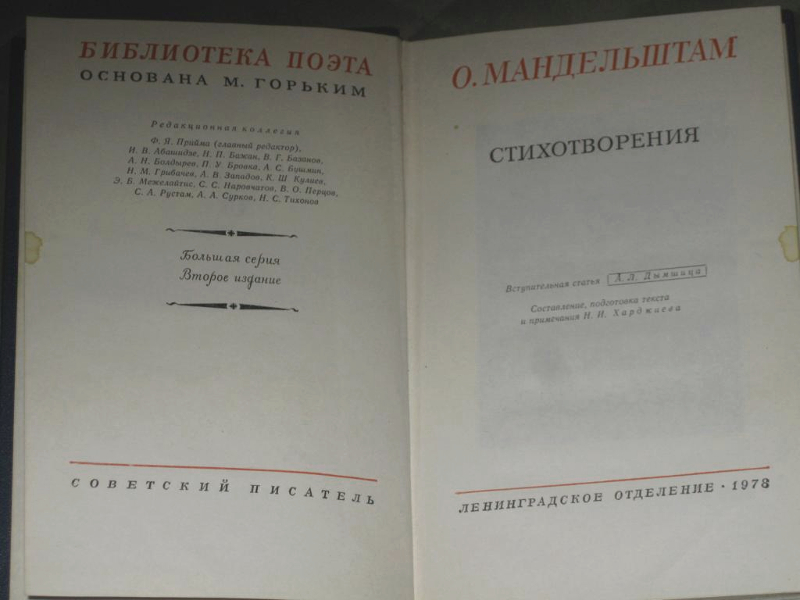 БИБЛИОТЕКА ПОЭТА
ОСНОВАНА М. ГОРЬКИМ
Редакционная коллегия
Ф. Я. Прийма (главный редактор),
И. В. Абашидзе, Н. П. Бажан, В. Г. Базанов,
А. Н. Болдырев, П. У. Бровка, А. С. Бушмин,
Н. М. Грибачев, А. В. Западов, К. Ш. Кулиев,
Э. Б. Межелайтис, С. С. Наровчатов, В. О. Перцов,
С. А. Рустам, А. А. Сурков, Н. С. Тихонов
Большая серия
Второе издание
СОВЕТСКИЙ ПИСАТЕЛЬ
О. МАНДЕЛЬШТАМ
СТИХОТВОРЕНИЯ
Вступительная статья А. Л. Дымшица
Составление, подготовка текста
и примечания Н. И. Харджиева
ЛЕНИНГРАДСКОЕ ОТДЕЛЕНИЕ · 1978